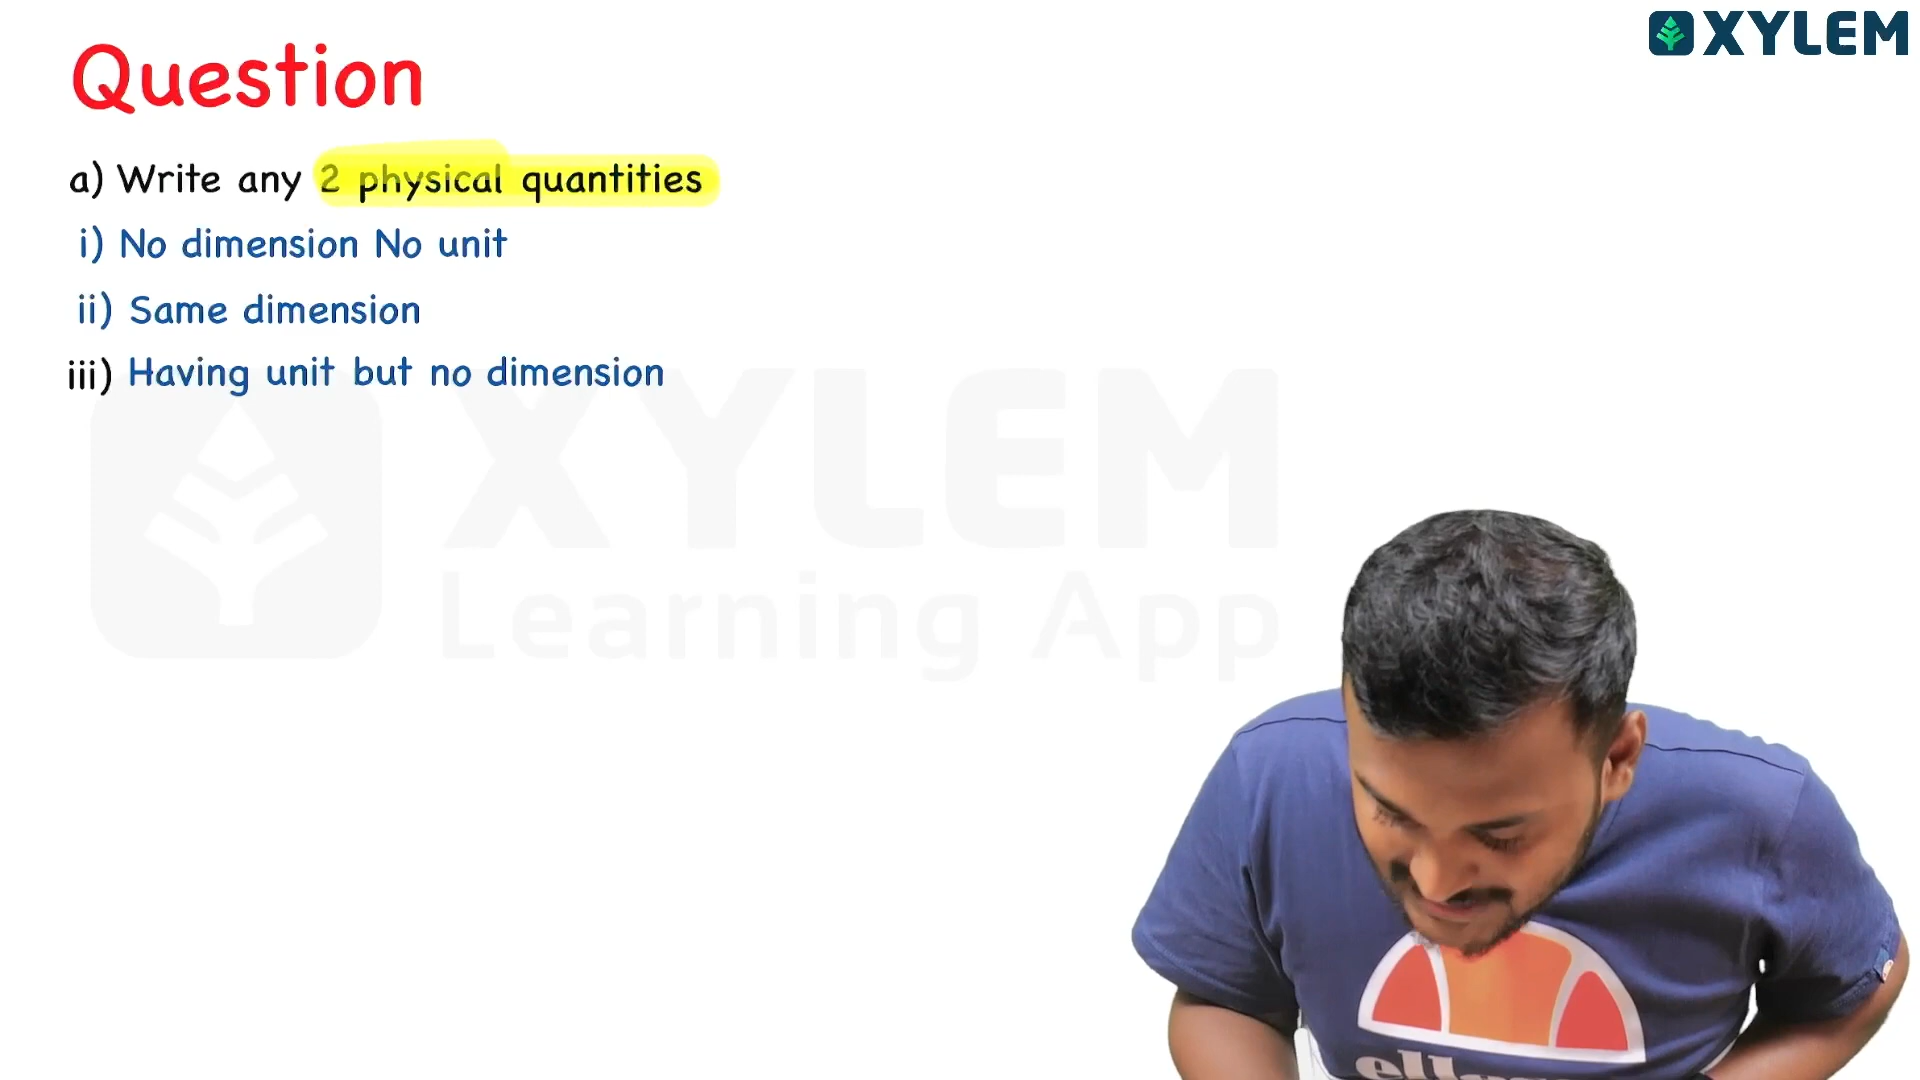 XYLEM
Question
a) Write any 2 physical quantities
i) No dimension No unit
ii) Same dimension
iii) Having unit but no dimension
XYLEM
Learning App